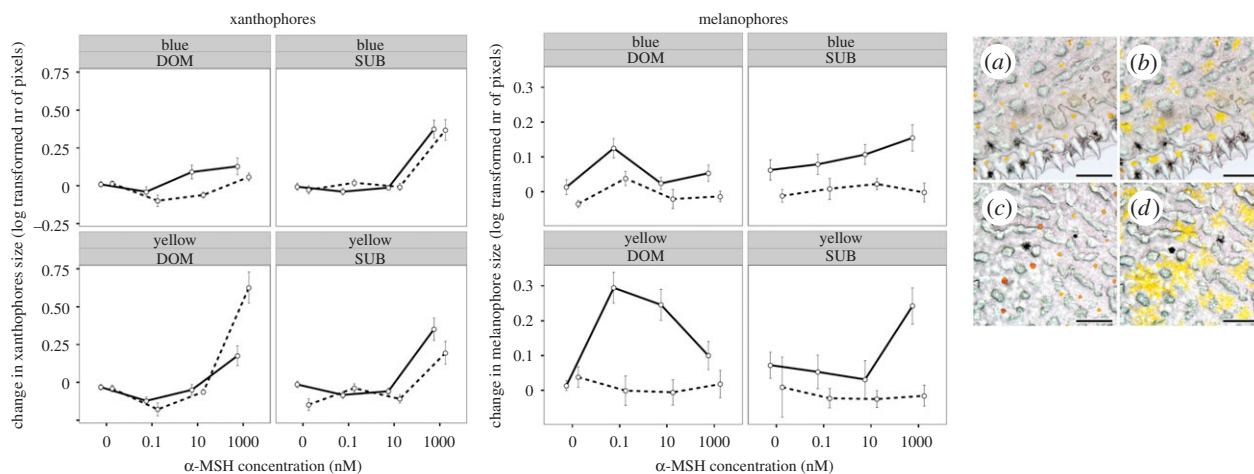 xanthophores
melanophores
change in xanthophores size (log transformed nr of pixels)
blue
DOM
blue
SUB
0.75
0.50
0.25
0
−0.25
yellow
DOM
yellow
SUB
0.75
0.50
0.25
0
0 0.1 10 1000
0 0.1 10 1000
α-MSH concentration (nM)
change in melanophore size (log transformed nr of pixels)
blue
DOM
blue
SUB
0.3
0.2
0.1
0
yellow
DOM
yellow
SUB
0.3
0.2
0.1
0
0 0.1 10 1000
0 0.1 10 1000
α-MSH concentration (nM)
(a)
(b)
(c)
(d)